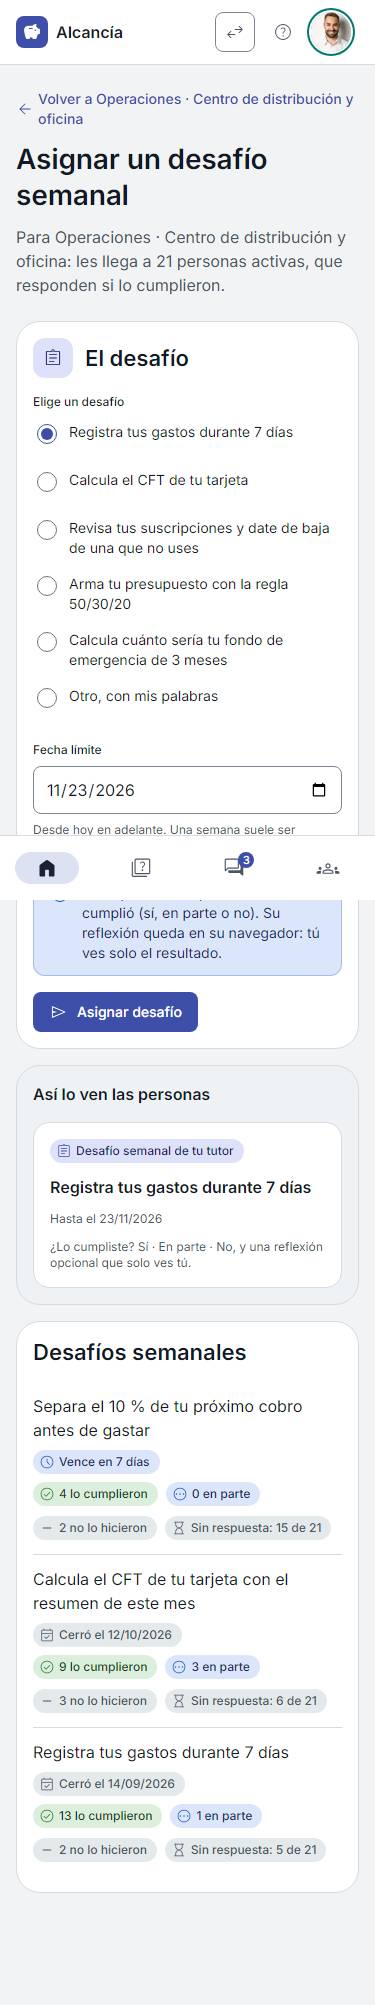 Alcancía
Volver a Operaciones · Centro de distribución y
oficina
Asignar un desafío
semanal
Para Operaciones · Centro de distribución y
oficina: les llega a 21 personas activas, que
responden si lo cumplieron.
El desafío
Elige un desafío
Registra tus gastos durante 7 días
Calcula el CFT de tu tarjeta
Revisa tus suscripciones y date de baja
de una que no uses
Arma tu presupuesto con la regla
50/30/20
Calcula cuánto sería tu fondo de
emergencia de 3 meses
Otro, con mis palabras
Fecha límite
11/23/2026
Desde hoy en adelante. Una semana suele ser
3
cumplió (sí, en parte o no). Su
reflexión queda en su navegador: tú
ves solo el resultado.
Asignar desafío
Así lo ven las personas
Desafío semanal de tu tutor
Registra tus gastos durante 7 días
Hasta el 23/11/2026
¿Lo cumpliste? Sí · En parte · No, y una reflexión
opcional que solo ves tú.
Desafíos semanales
Separa el 10 % de tu próximo cobro
antes de gastar
Vence en 7 días
4 lo cumplieron
0 en parte
2 no lo hicieron
Sin respuesta: 15 de 21
Calcula el CFT de tu tarjeta con el
resumen de este mes
Cerró el 12/10/2026
9 lo cumplieron
3 en parte
3 no lo hicieron
Sin respuesta: 6 de 21
Registra tus gastos durante 7 días
Cerró el 14/09/2026
13 lo cumplieron
1 en parte
2 no lo hicieron
Sin respuesta: 5 de 21